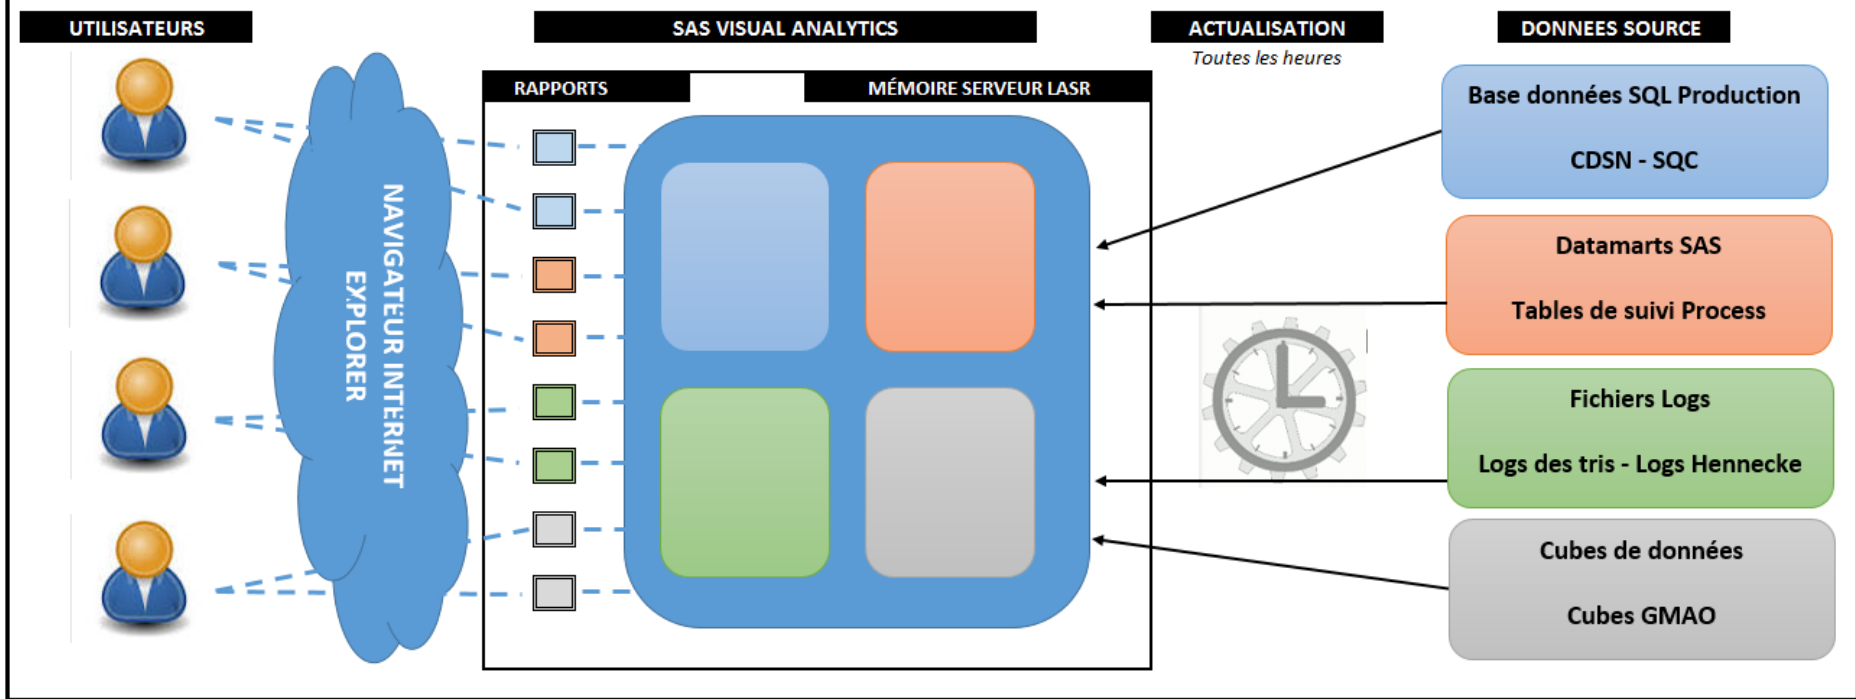 UTILISATEURS
SAS VISUAL ANALYTICS
ACTUALISATION
DONNEES SOURCE
Toutes les heures
RAPPORTS
MÉMOIRE SERVEUR LASR
NAVIGATEUR INTERNET
EXPLORER
Base données SQL Production
CDSN - SQC
Datamarts SAS
Tables de suivi Process
Fichiers Logs
Logs des tris - Logs Hennecke
Cubes de données
Cubes GMAO